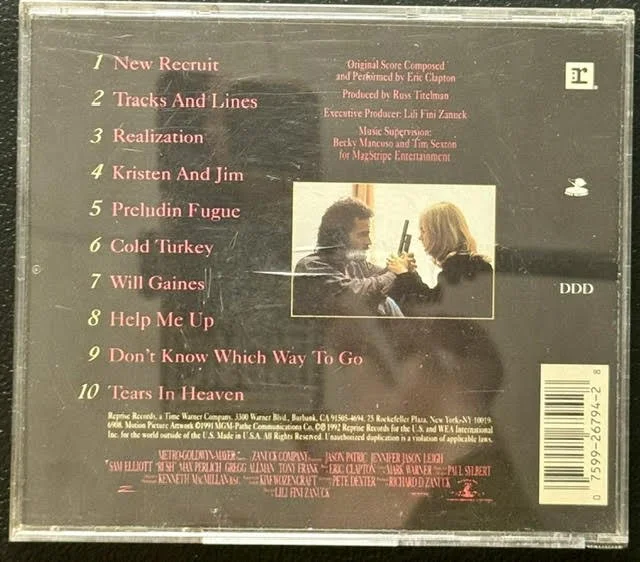 1 New Recruit
2 Tracks And Lines
3 Realization
4 Kristen And Jim
5 Preludin Fugue
6 Cold Turkey
7 Will Gaines
8 Help Me Up
9 Don't Know Which Way To Go
10 Tears In Heaven
Original Score Composed
and Performed by Eric Clapton
Produced by Russ Titelman
Executive Producer: Lili Fini Zanuck
Music Supervision:
Becky Mancuso and Tim Sexton
for MagStripe Entertainment
r
DDD
Reprise Records, a Time Warner Company, 3300 Warner Blvd., Burbank, CA 91505-4694. 75 Rockefeller Plaza, New York, NY 10019-
6908. Motion Picture Artwork ©1991 MGM-Pathe Communications Co. ©℗ 1992 Reprise Records for the U.S. and WEA International
Inc. for the world outside of the U.S. Made in U.S.A. All Rights Reserved. Unauthorized duplication is a violation of applicable laws.
METRO-GOLDWYN-MAYER ZANUCK COMPANY JASON PATRIC JENNIFER JASON LEIGH
SAM ELLIOTT "RUSH" MAX PERLICH GREGG ALLMAN TONY FRANK ERIC CLAPTON MARK WARNER PAUL SYLBERT
KENNETH MACMILLAN BSC KIM WOZENCRAFT PETE DEXTER RICHARD D. ZANUCK
LILI FINI ZANUCK
0 7599-26794-2 8